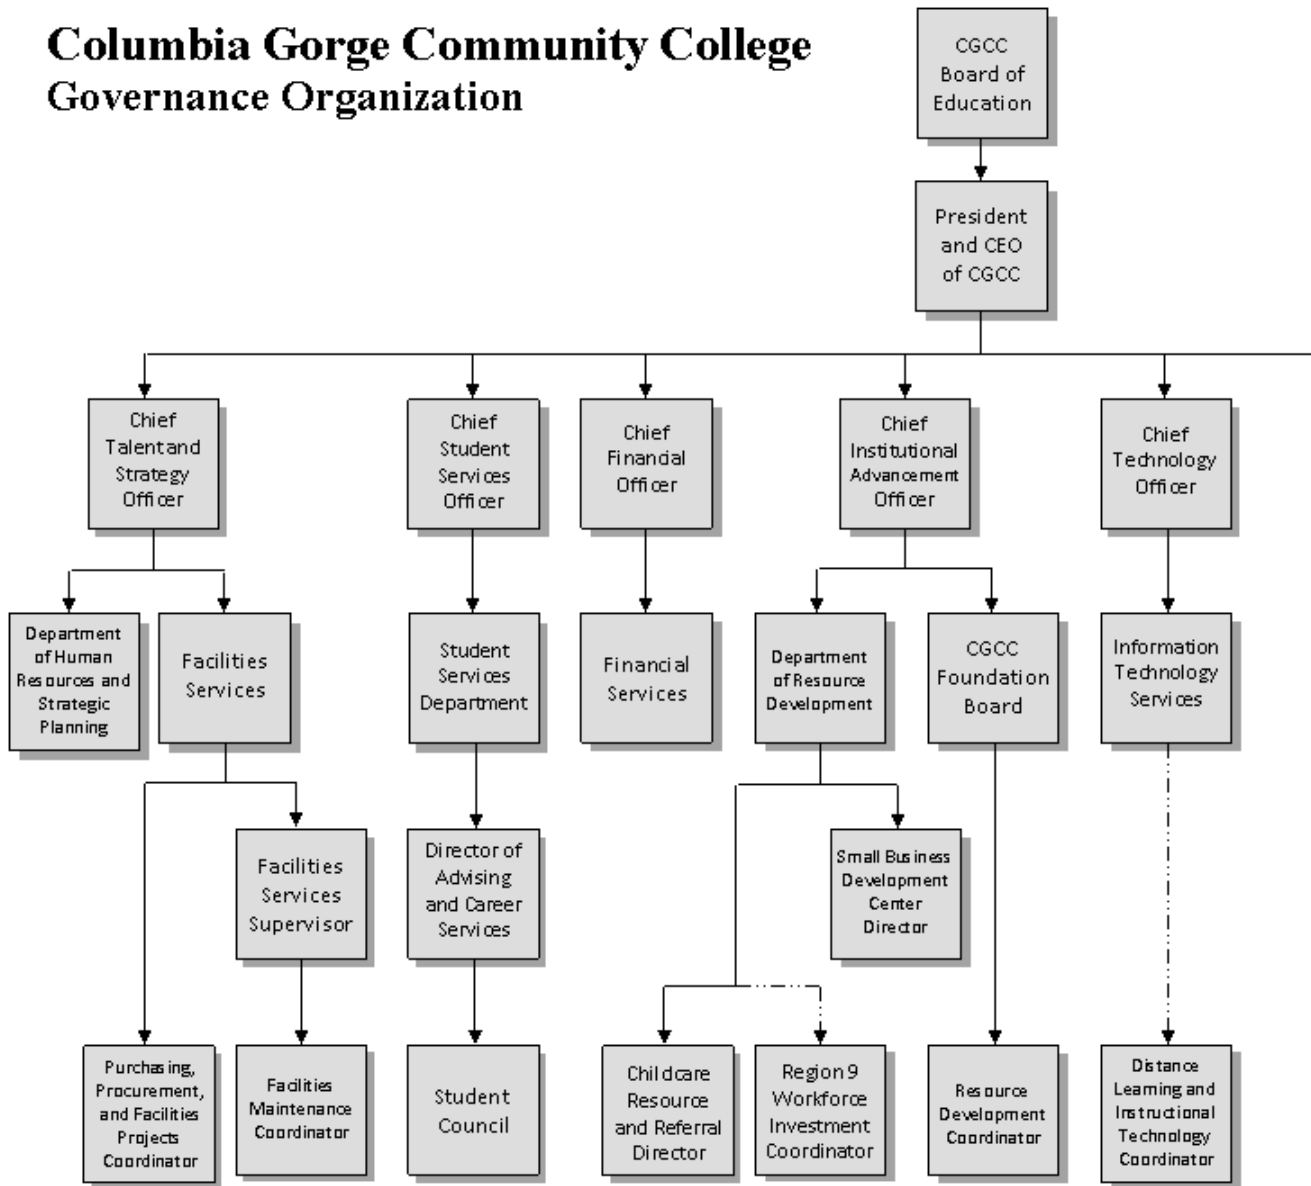 Columbia Gorge Community College
Governance Organization
CGCC
Board of
Education
President
and CEO
of CGCC
Chief
Talent and
Strategy
Officer
Chief
Student
Services
Officer
Chief
Financial
Officer
Chief
Institutional
Advancement
Officer
Chief
Technology
Officer
Department
of Human
Resources and
Strategic
Planning
Facilities
Services
Student
Services
Department
Financial
Services
Department
of Resource
Development
CGCC
Foundation
Board
Information
Technology
Services
Facilities
Services
Supervisor
Director of
Advising
and Career
Services
Small Business
Development
Center
Director
Purchasing,
Procurement,
and Facilities
Projects
Coordinator
Facilities
Maintenance
Coordinator
Student
Council
Childcare
Resource
and Referral
Director
Region 9
Workforce
Investment
Coordinator
Resource
Development
Coordinator
Distance
Learning and
Instructional
Technology
Coordinator